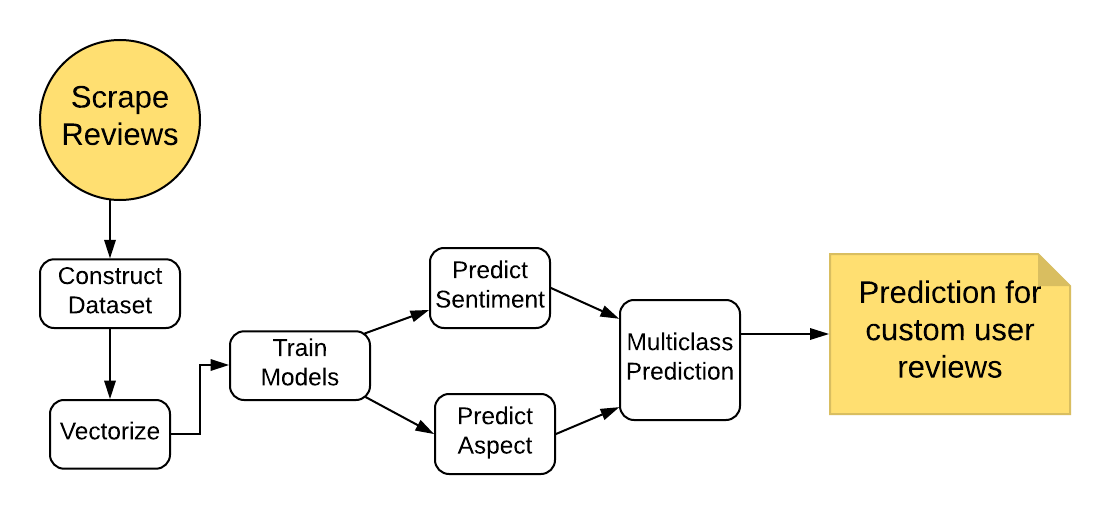 Scrape
Reviews
Construct
Dataset
Vectorize
Train
Models
Predict
Sentiment
Predict
Aspect
Multiclass
Prediction
Prediction for
custom user
reviews